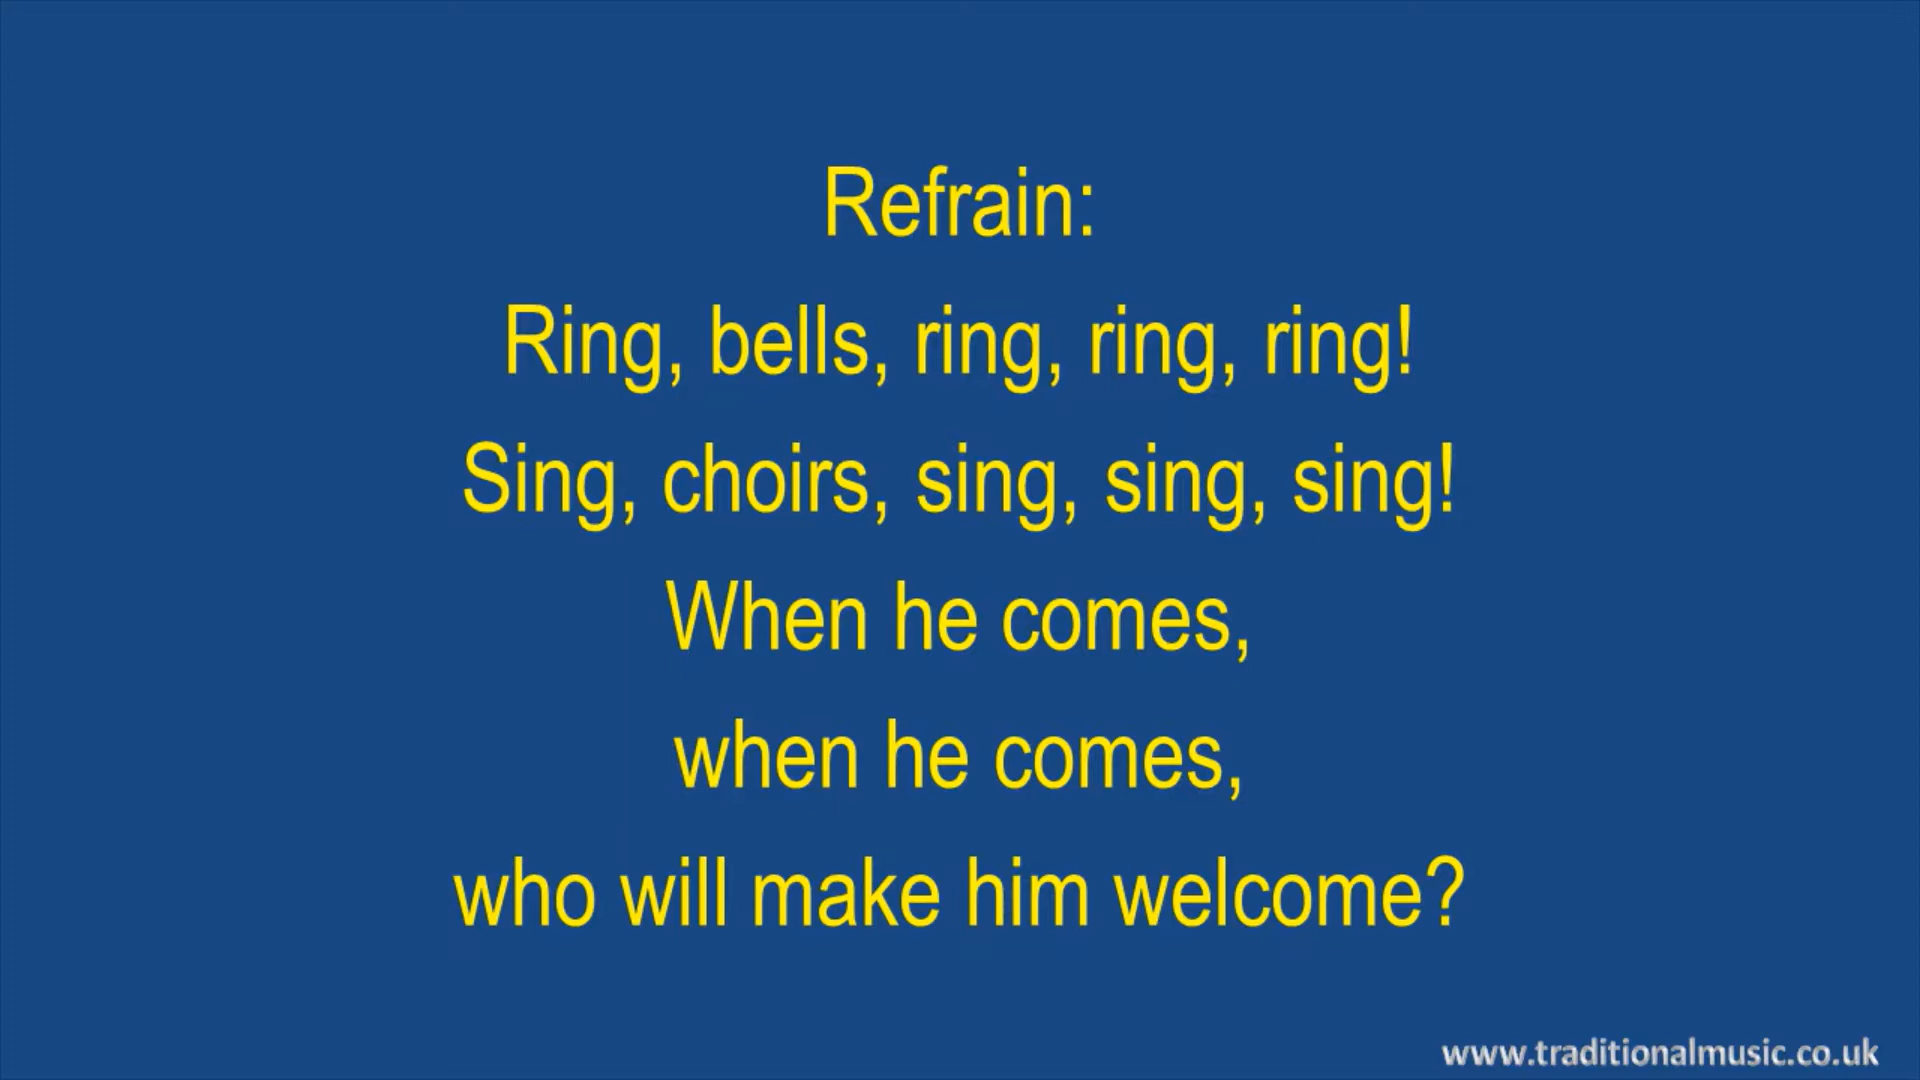 Refrain:
Ring, bells, ring, ring, ring!
Sing, choirs, sing, sing, sing!
When he comes,
when he comes,
who will make him welcome?
www.traditionalmusic.co.uk